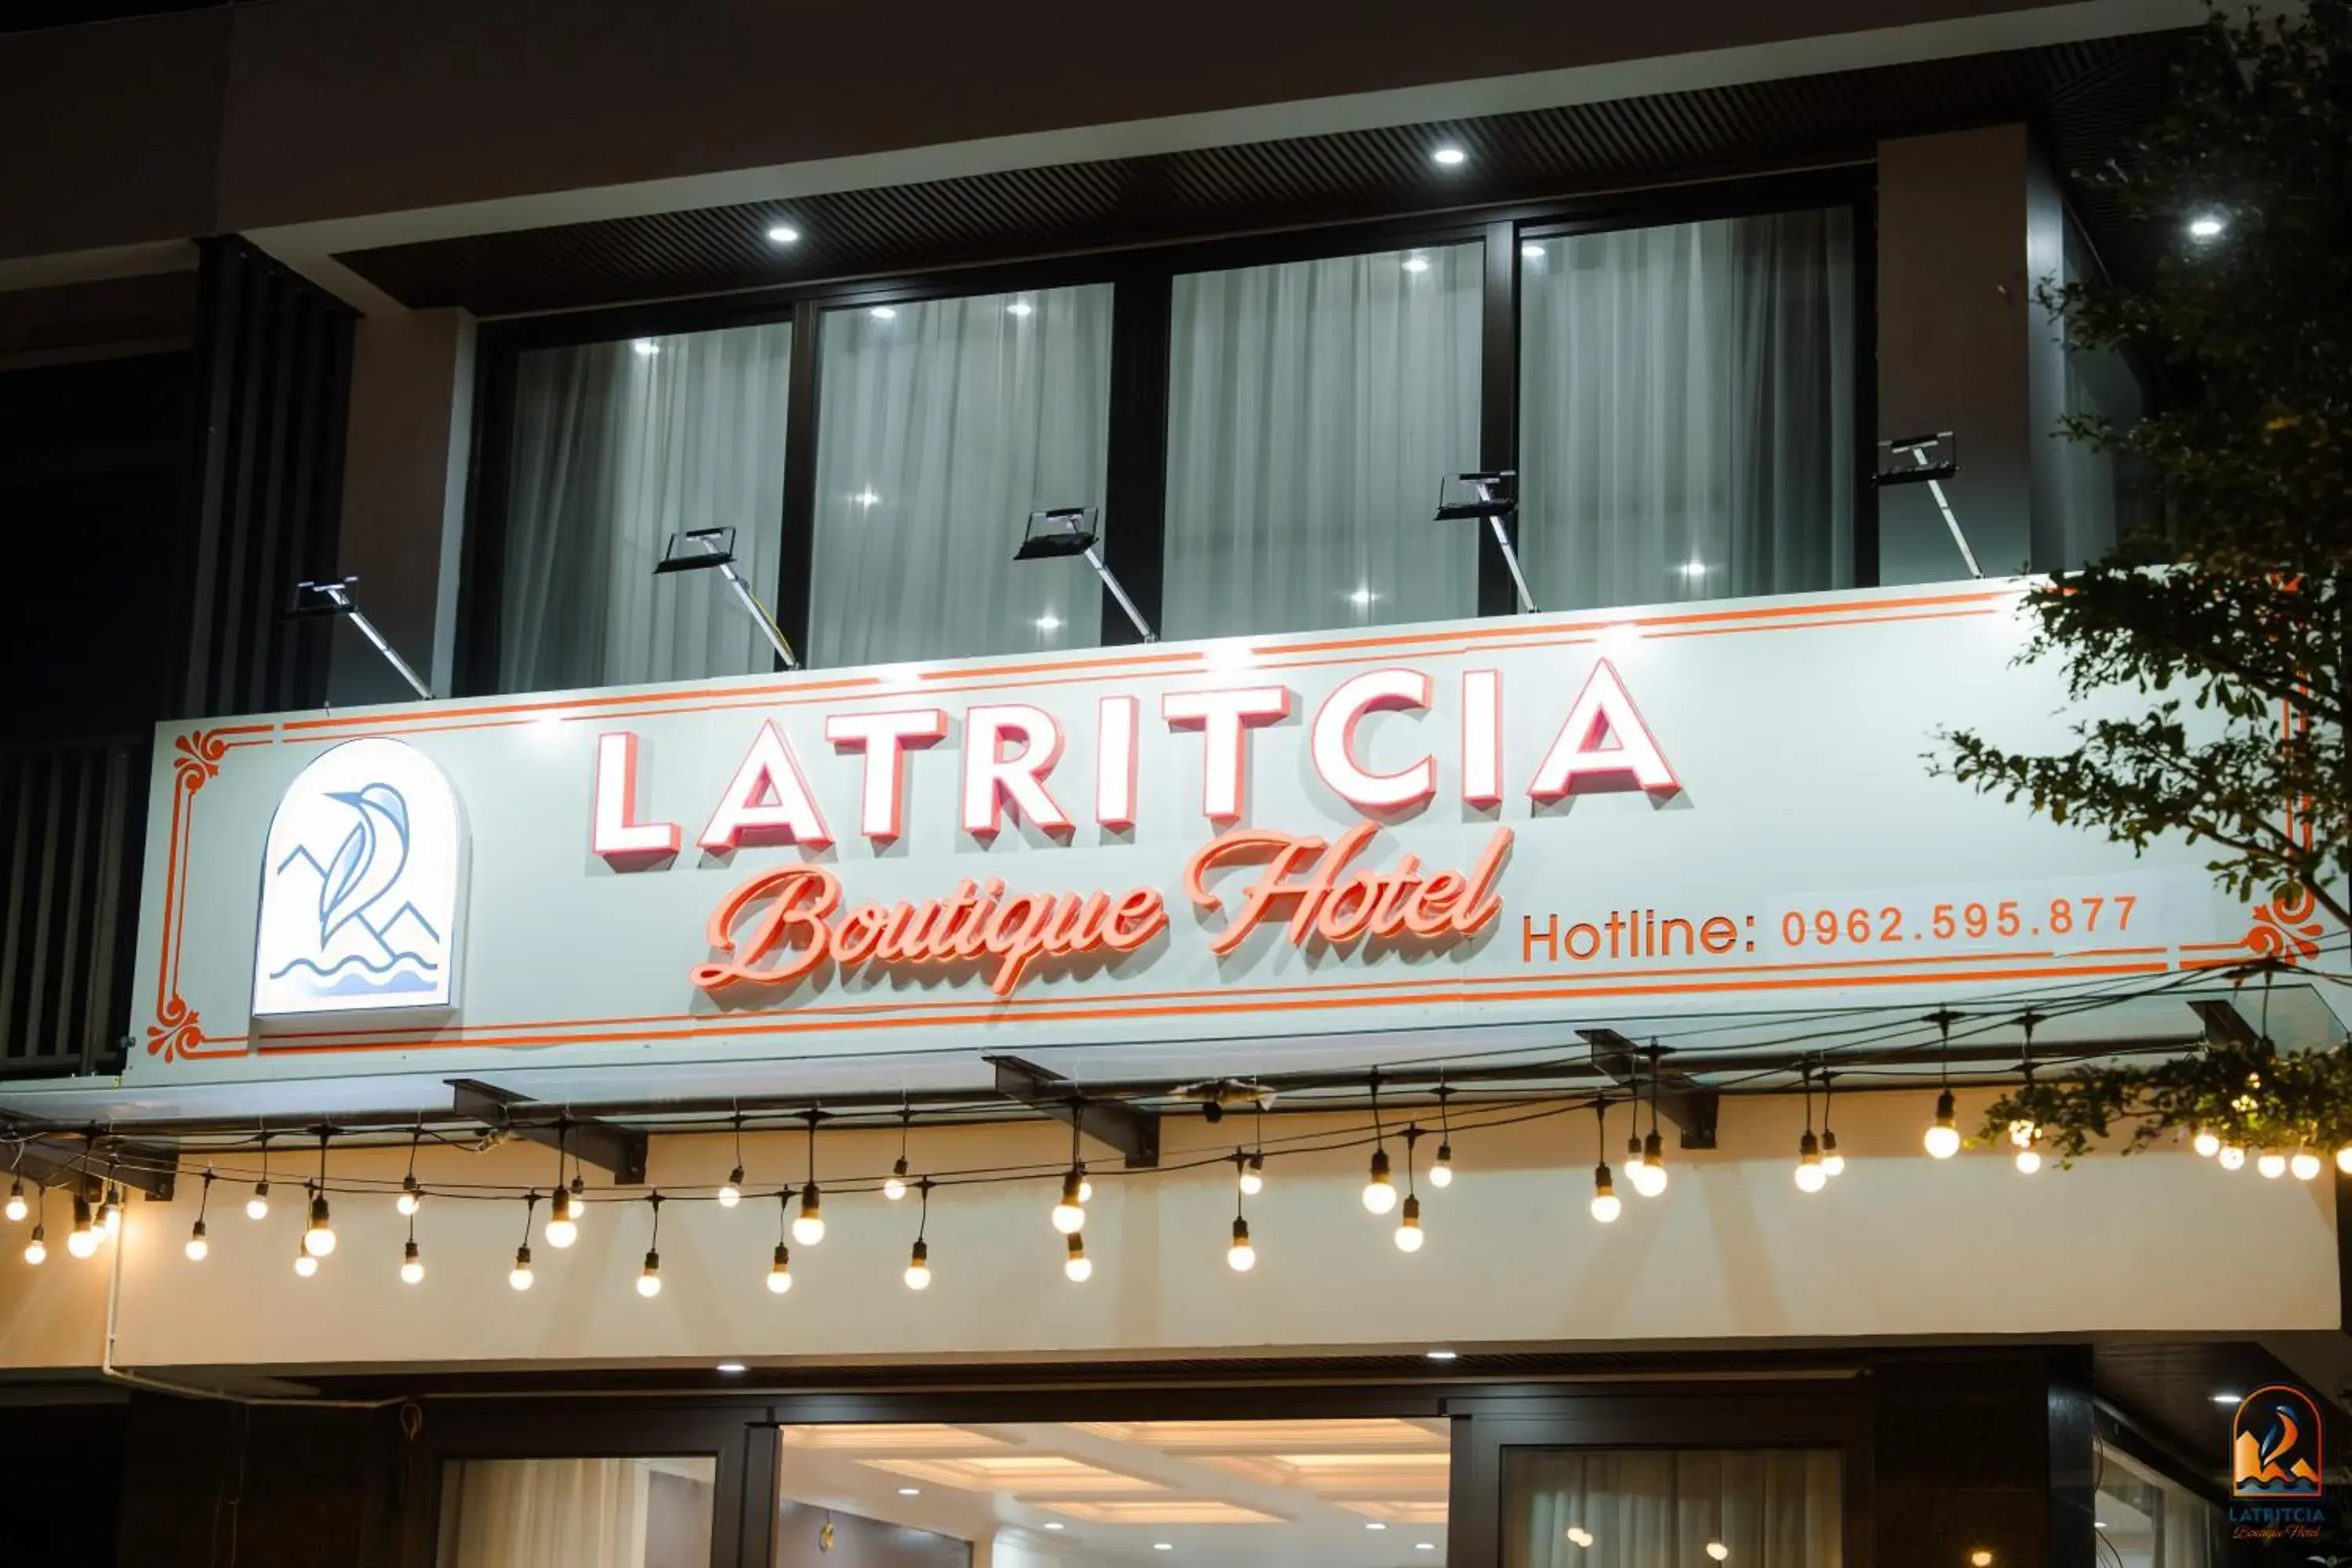 LATRITCIA
Boutique Hotel
Hotline: 0962.595.877
LATRITCIA
Boutique Hotel